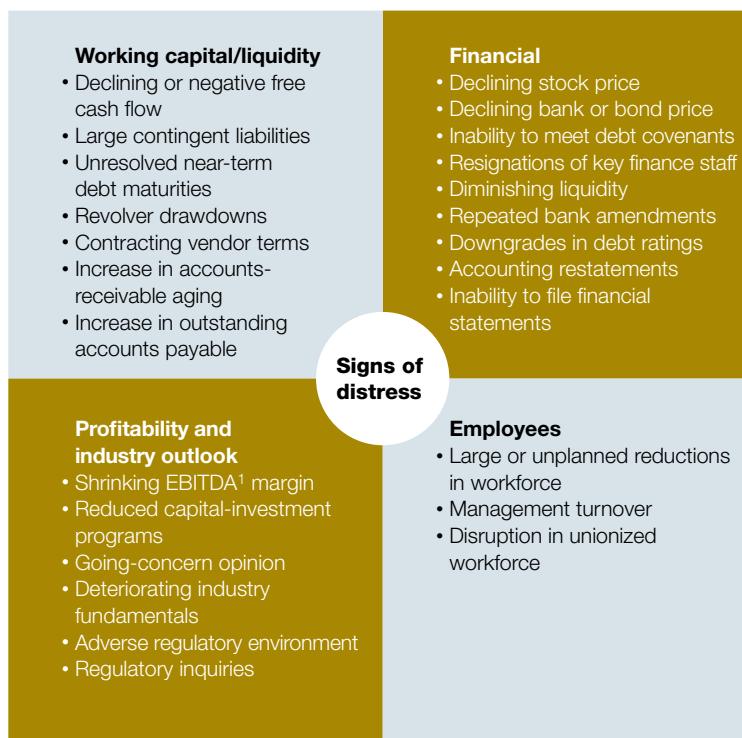 Working capital/liquidity
• Declining or negative free
cash flow
• Large contingent liabilities
• Unresolved near-term
debt maturities
• Revolver drawdowns
• Contracting vendor terms
• Increase in accounts-
receivable aging
• Increase in outstanding
accounts payable
Financial
• Declining stock price
• Declining bank or bond price
• Inability to meet debt covenants
• Resignations of key finance staff
• Diminishing liquidity
• Repeated bank amendments
• Downgrades in debt ratings
• Accounting restatements
• Inability to file financial
statements
Signs of
distress
Profitability and
industry outlook
• Shrinking EBITDA¹ margin
• Reduced capital-investment
programs
• Going-concern opinion
• Deteriorating industry
fundamentals
• Adverse regulatory environment
• Regulatory inquiries
Employees
• Large or unplanned reductions
in workforce
• Management turnover
• Disruption in unionized
workforce